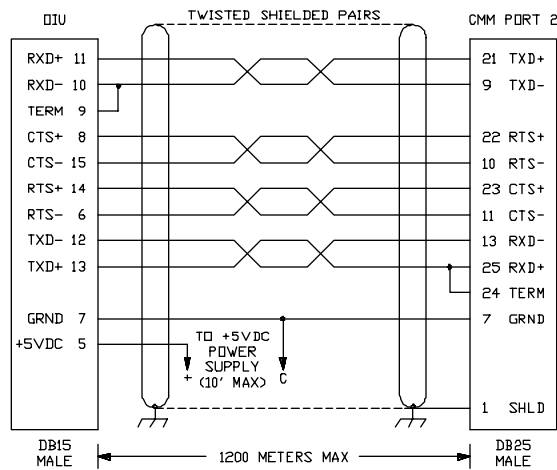 OIU TWISTED SHIELDED PAIRS CMM PORT 2
RXD+ 11 21 TXD+
RXD- 10 9 TXD-
TERM 9
CTS+ 8 22 RTS+
CTS- 15 10 RTS-
RTS+ 14 23 CTS+
RTS- 6 11 CTS-
TXD- 12 13 RXD-
TXD+ 13 25 RXD+
24 TERM
GRND 7 7 GRND
+5VDC 5
TO +5VDC
POWER
SUPPLY
+ (10' MAX) C
1 SHLD
DB15 DB25
MALE 1200 METERS MAX MALE